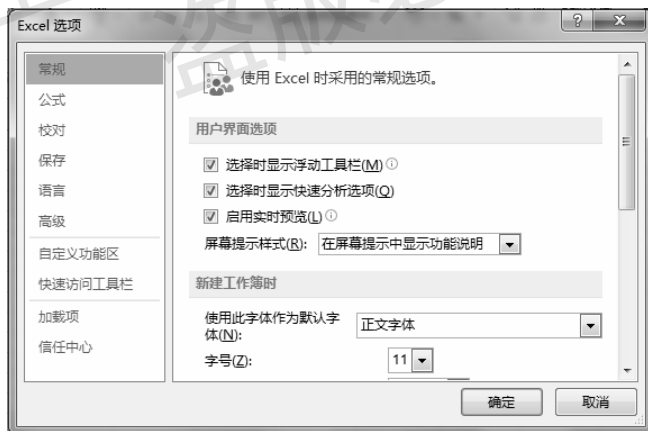 Excel 选项
常规
公式
校对
保存
语言
高级
自定义功能区
快速访问工具栏
加载项
信任中心
使用 Excel 时采用的常规选项。
用户界面选项
选择时显示浮动工具栏(M)
选择时显示快速分析选项(Q)
启用实时预览(L)
屏幕提示样式(R): 在屏幕提示中显示功能说明
新建工作簿时
使用此字体作为默认字
体(N): 正文字体
字号(Z): 11
确定 取消